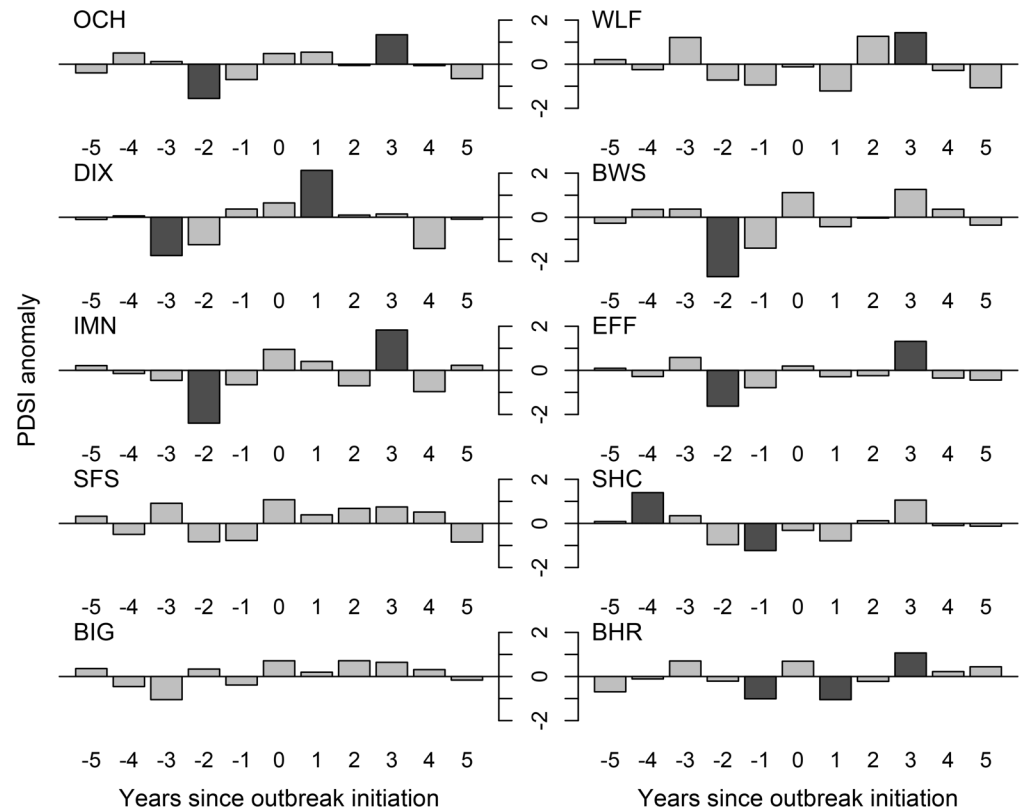 OCH
2
0
-2
WLF
-5 -4 -3 -2 -1 0 1 2 3 4 5
-5 -4 -3 -2 -1 0 1 2 3 4 5
DIX
2
0
-2
BWS
-5 -4 -3 -2 -1 0 1 2 3 4 5
-5 -4 -3 -2 -1 0 1 2 3 4 5
PDSI anomaly
IMN
2
0
-2
EFF
-5 -4 -3 -2 -1 0 1 2 3 4 5
-5 -4 -3 -2 -1 0 1 2 3 4 5
SFS
2
0
-2
SHC
-5 -4 -3 -2 -1 0 1 2 3 4 5
-5 -4 -3 -2 -1 0 1 2 3 4 5
BIG
2
0
-2
BHR
-5 -4 -3 -2 -1 0 1 2 3 4 5
-5 -4 -3 -2 -1 0 1 2 3 4 5
Years since outbreak initiation
Years since outbreak initiation